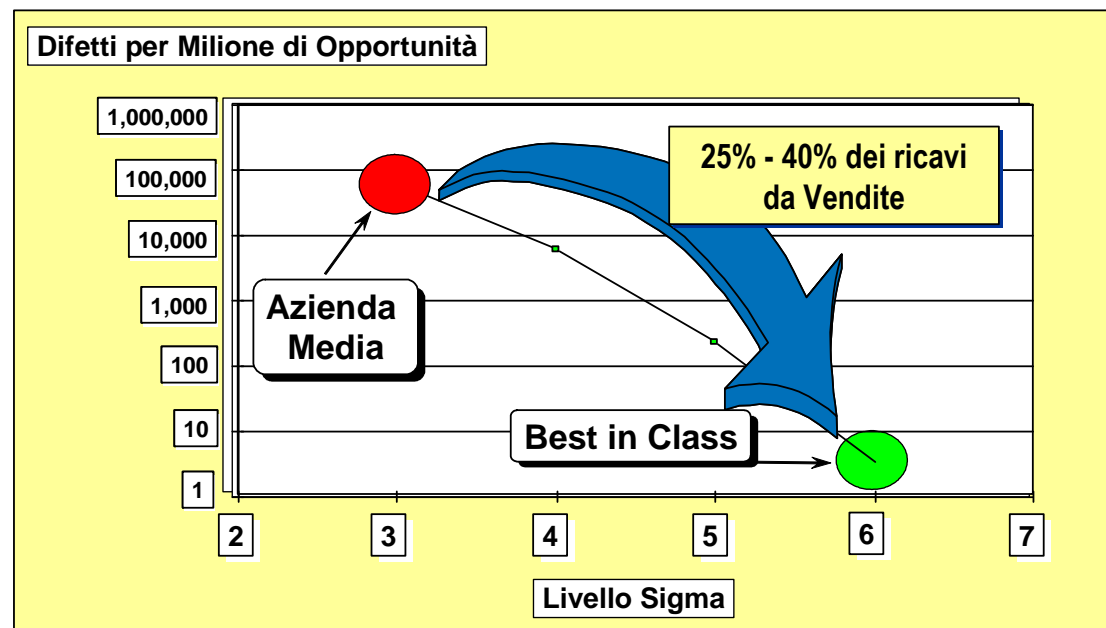 Difetti per Milione di Opportunità
1,000,000
100,000
10,000
1,000
100
10
1
25% - 40% dei ricavi
da Vendite
Azienda
Media
Best in Class
2
3
4
5
6
7
Livello Sigma